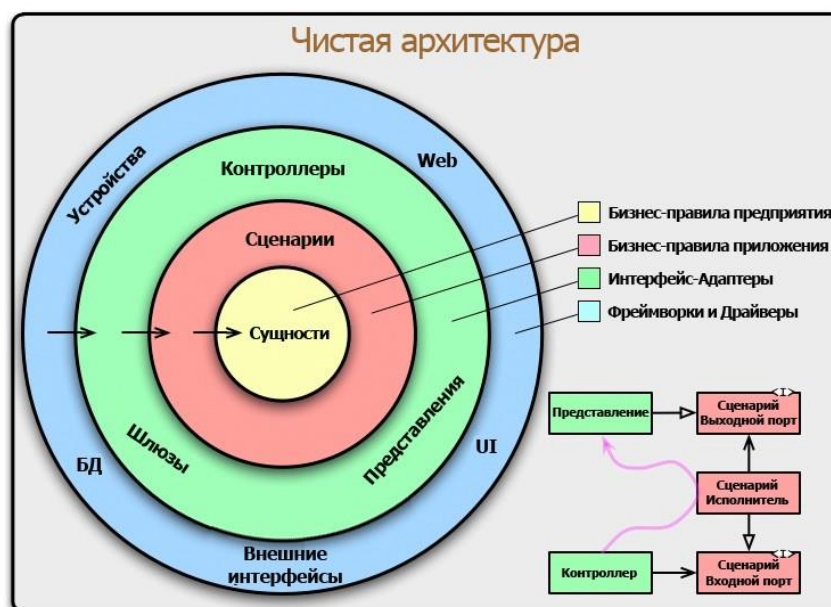 Чистая архитектура
Устройства
Web
Контроллеры
Сценарии
Сущности
Шлюзы
Представления
БД
UI
Внешние
интерфейсы
Бизнес-правила предприятия
Бизнес-правила приложения
Интерфейс-Адаптеры
Фреймворки и Драйверы
Представление
<I>
Сценарий
Выходной порт
Сценарий
Исполнитель
Контроллер
<I>
Сценарий
Входной порт